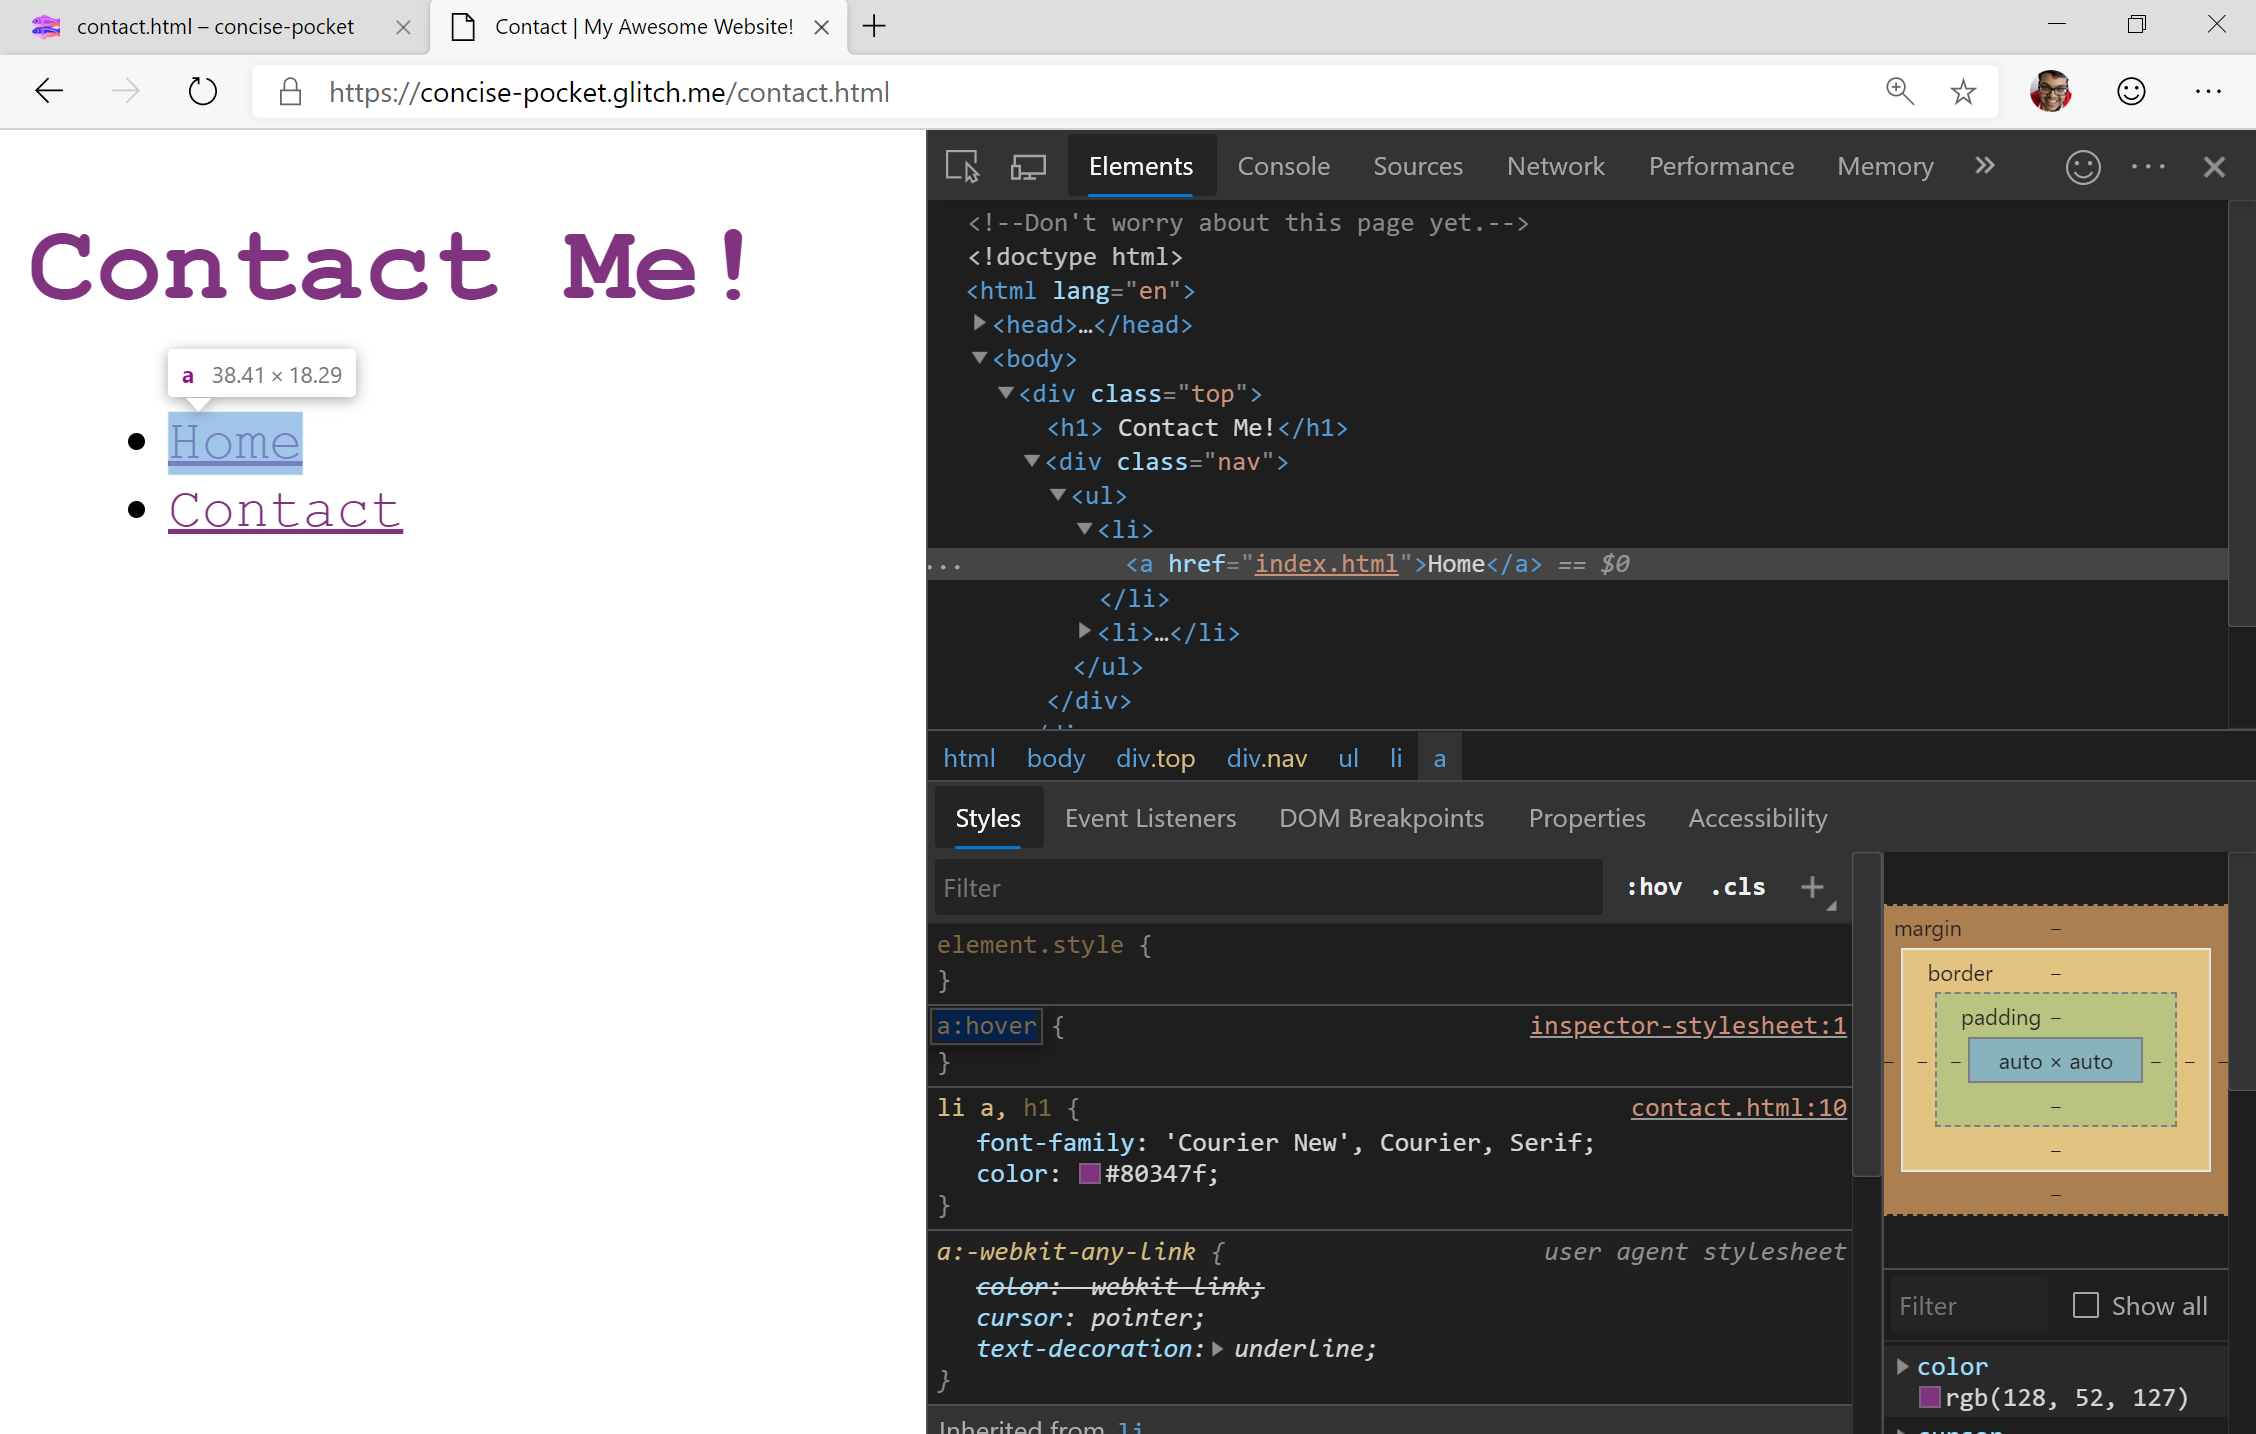 contact.html – concise-pocket
Contact | My Awesome Website!
https://concise-pocket.glitch.me/contact.html
Contact Me!
a 38.41 × 18.29
Home
Contact
Elements Console Sources Network Performance Memory
<!--Don't worry about this page yet.-->
<!doctype html>
<html lang="en">
<head>…</head>
<body>
<div class="top">
<h1> Contact Me!</h1>
<div class="nav">
<ul>
<li>
<a href="index.html">Home</a> == $0
</li>
<li>…</li>
</ul>
</div>
html body div.top div.nav ul li a
Styles Event Listeners DOM Breakpoints Properties Accessibility
Filter :hov .cls
element.style {
}
a:hover { inspector-stylesheet:1
}
li a, h1 { contact.html:10
font-family: 'Courier New', Courier, Serif;
color: #80347f;
}
a:-webkit-any-link { user agent stylesheet
color: -webkit-link;
cursor: pointer;
text-decoration: underline;
}
Inherited from li
margin –
border –
padding –
– – – auto × auto – – –
–
–
–
Filter Show all
color
rgb(128, 52, 127)